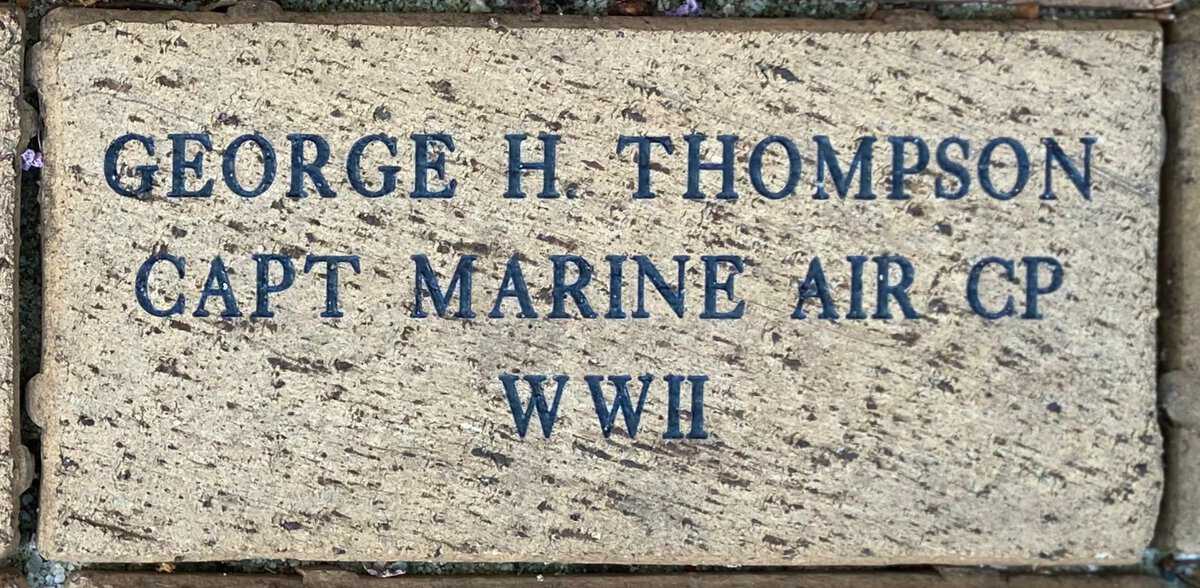 GEORGE H. THOMPSON
CAPT MARINE AIR CP
WWII